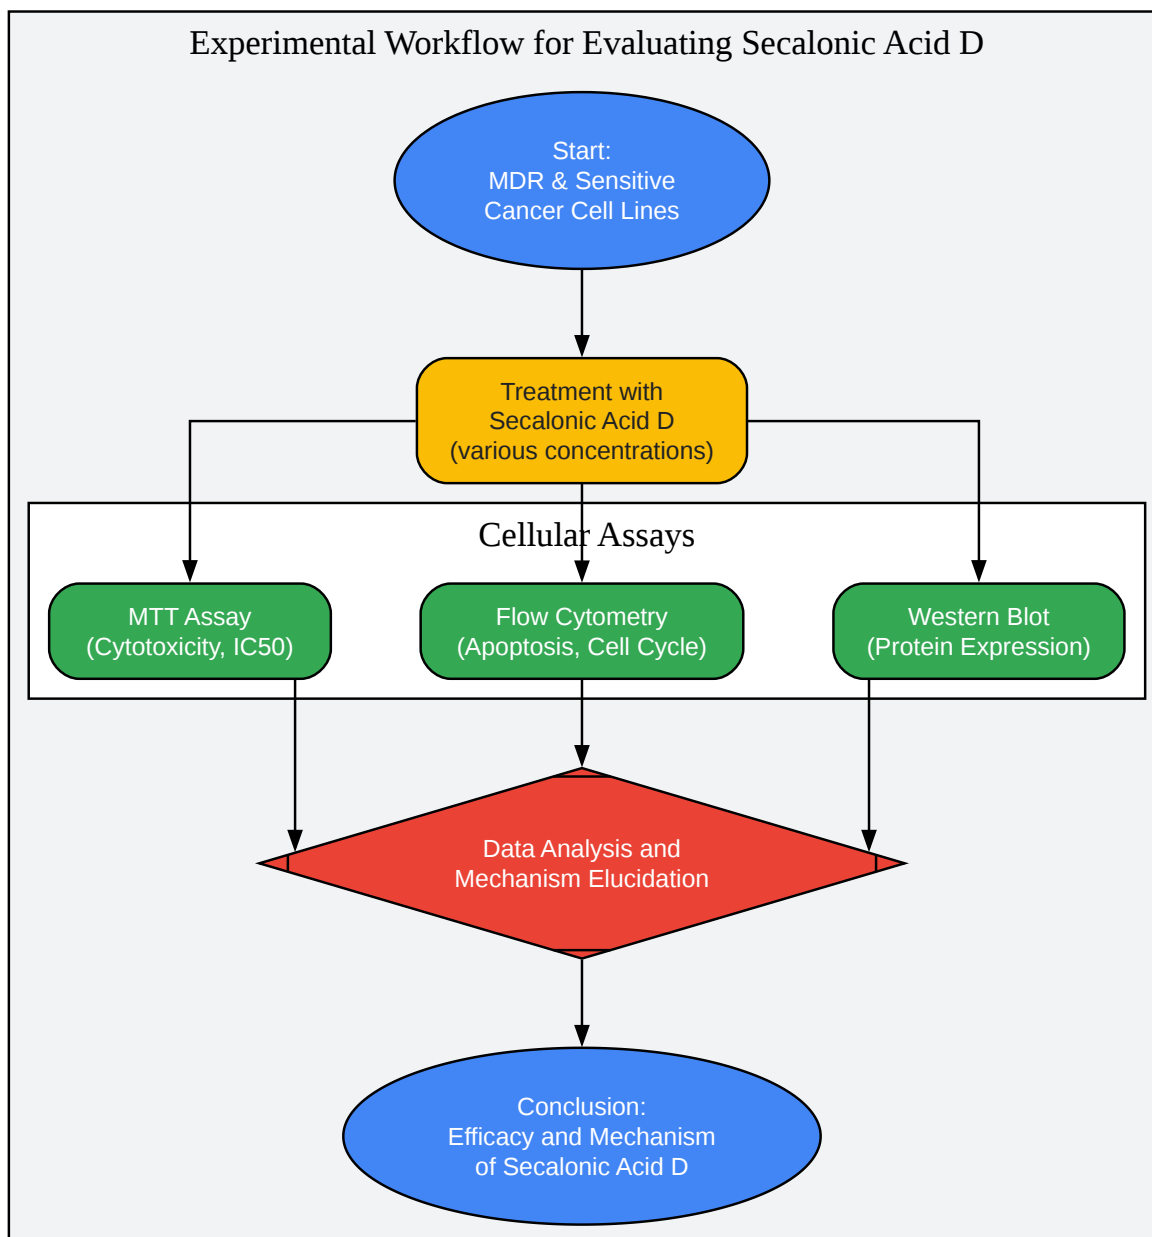 Experimental Workflow for Evaluating Secalonic Acid D
Start:
MDR & Sensitive
Cancer Cell Lines
Treatment with
Secalonic Acid D
(various concentrations)
Cellular Assays
MTT Assay
(Cytotoxicity, IC50)
Flow Cytometry
(Apoptosis, Cell Cycle)
Western Blot
(Protein Expression)
Data Analysis and
Mechanism Elucidation
Conclusion:
Efficacy and Mechanism
of Secalonic Acid D